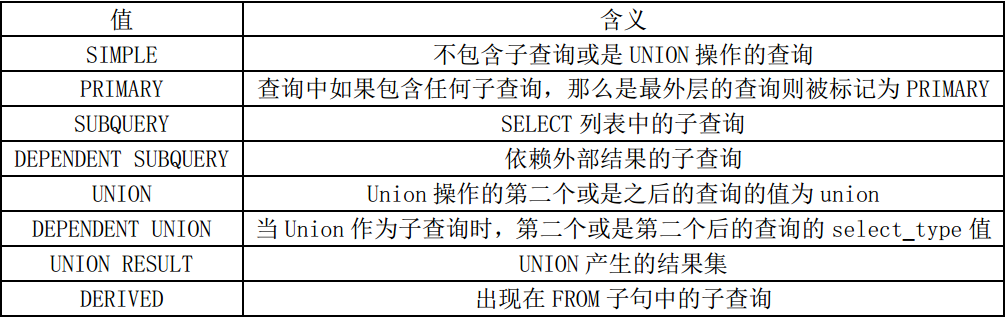 值 含义
SIMPLE 不包含子查询或是 UNION 操作的查询
PRIMARY 查询中如果包含任何子查询，那么是最外层的查询则被标记为 PRIMARY
SUBQUERY SELECT 列表中的子查询
DEPENDENT SUBQUERY 依赖外部结果的子查询
UNION Union 操作的第二个或是之后的查询的值为 union
DEPENDENT UNION 当 Union 作为子查询时，第二个或是第二个后的查询的 select_type 值
UNION RESULT UNION 产生的结果集
DERIVED 出现在 FROM 子句中的子查询